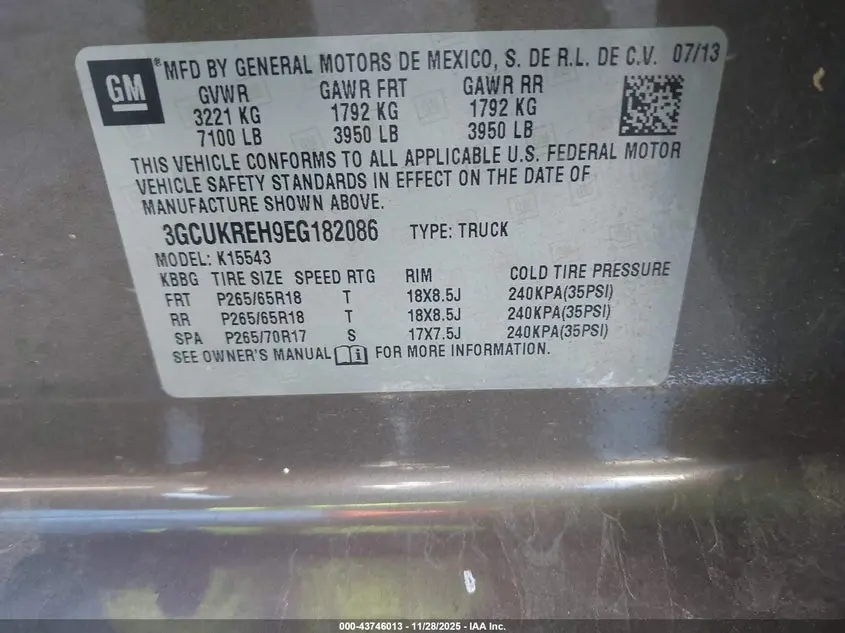 GM
®MFD BY GENERAL MOTORS DE MEXICO, S. DE R.L. DE C.V. 07/13
GVWR GAWR FRT GAWR RR
3221 KG 1792 KG 1792 KG
7100 LB 3950 LB 3950 LB
THIS VEHICLE CONFORMS TO ALL APPLICABLE U.S. FEDERAL MOTOR
VEHICLE SAFETY STANDARDS IN EFFECT ON THE DATE OF
MANUFACTURE SHOWN ABOVE.
3GCUKREH9EG182086 TYPE: TRUCK
MODEL: K15543
KBBG TIRE SIZE SPEED RTG RIM COLD TIRE PRESSURE
FRT P265/65R18 T 18X8.5J 240KPA(35PSI)
RR P265/65R18 T 18X8.5J 240KPA(35PSI)
SPA P265/70R17 S 17X7.5J 240KPA(35PSI)
SEE OWNER'S MANUAL FOR MORE INFORMATION.
000-43746013 - 11/28/2025 - IAA Inc.